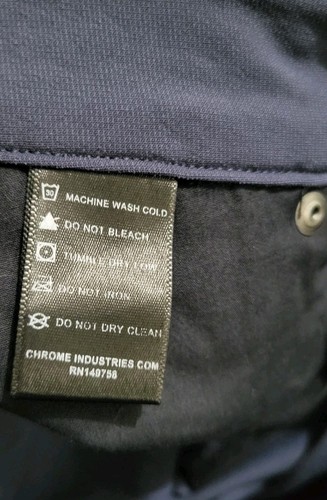 30 MACHINE WASH COLD
DO NOT BLEACH
TUMBLE DRY LOW
DO NOT IRON
DO NOT DRY CLEAN
CHROME INDUSTRIES.COM
RN149758